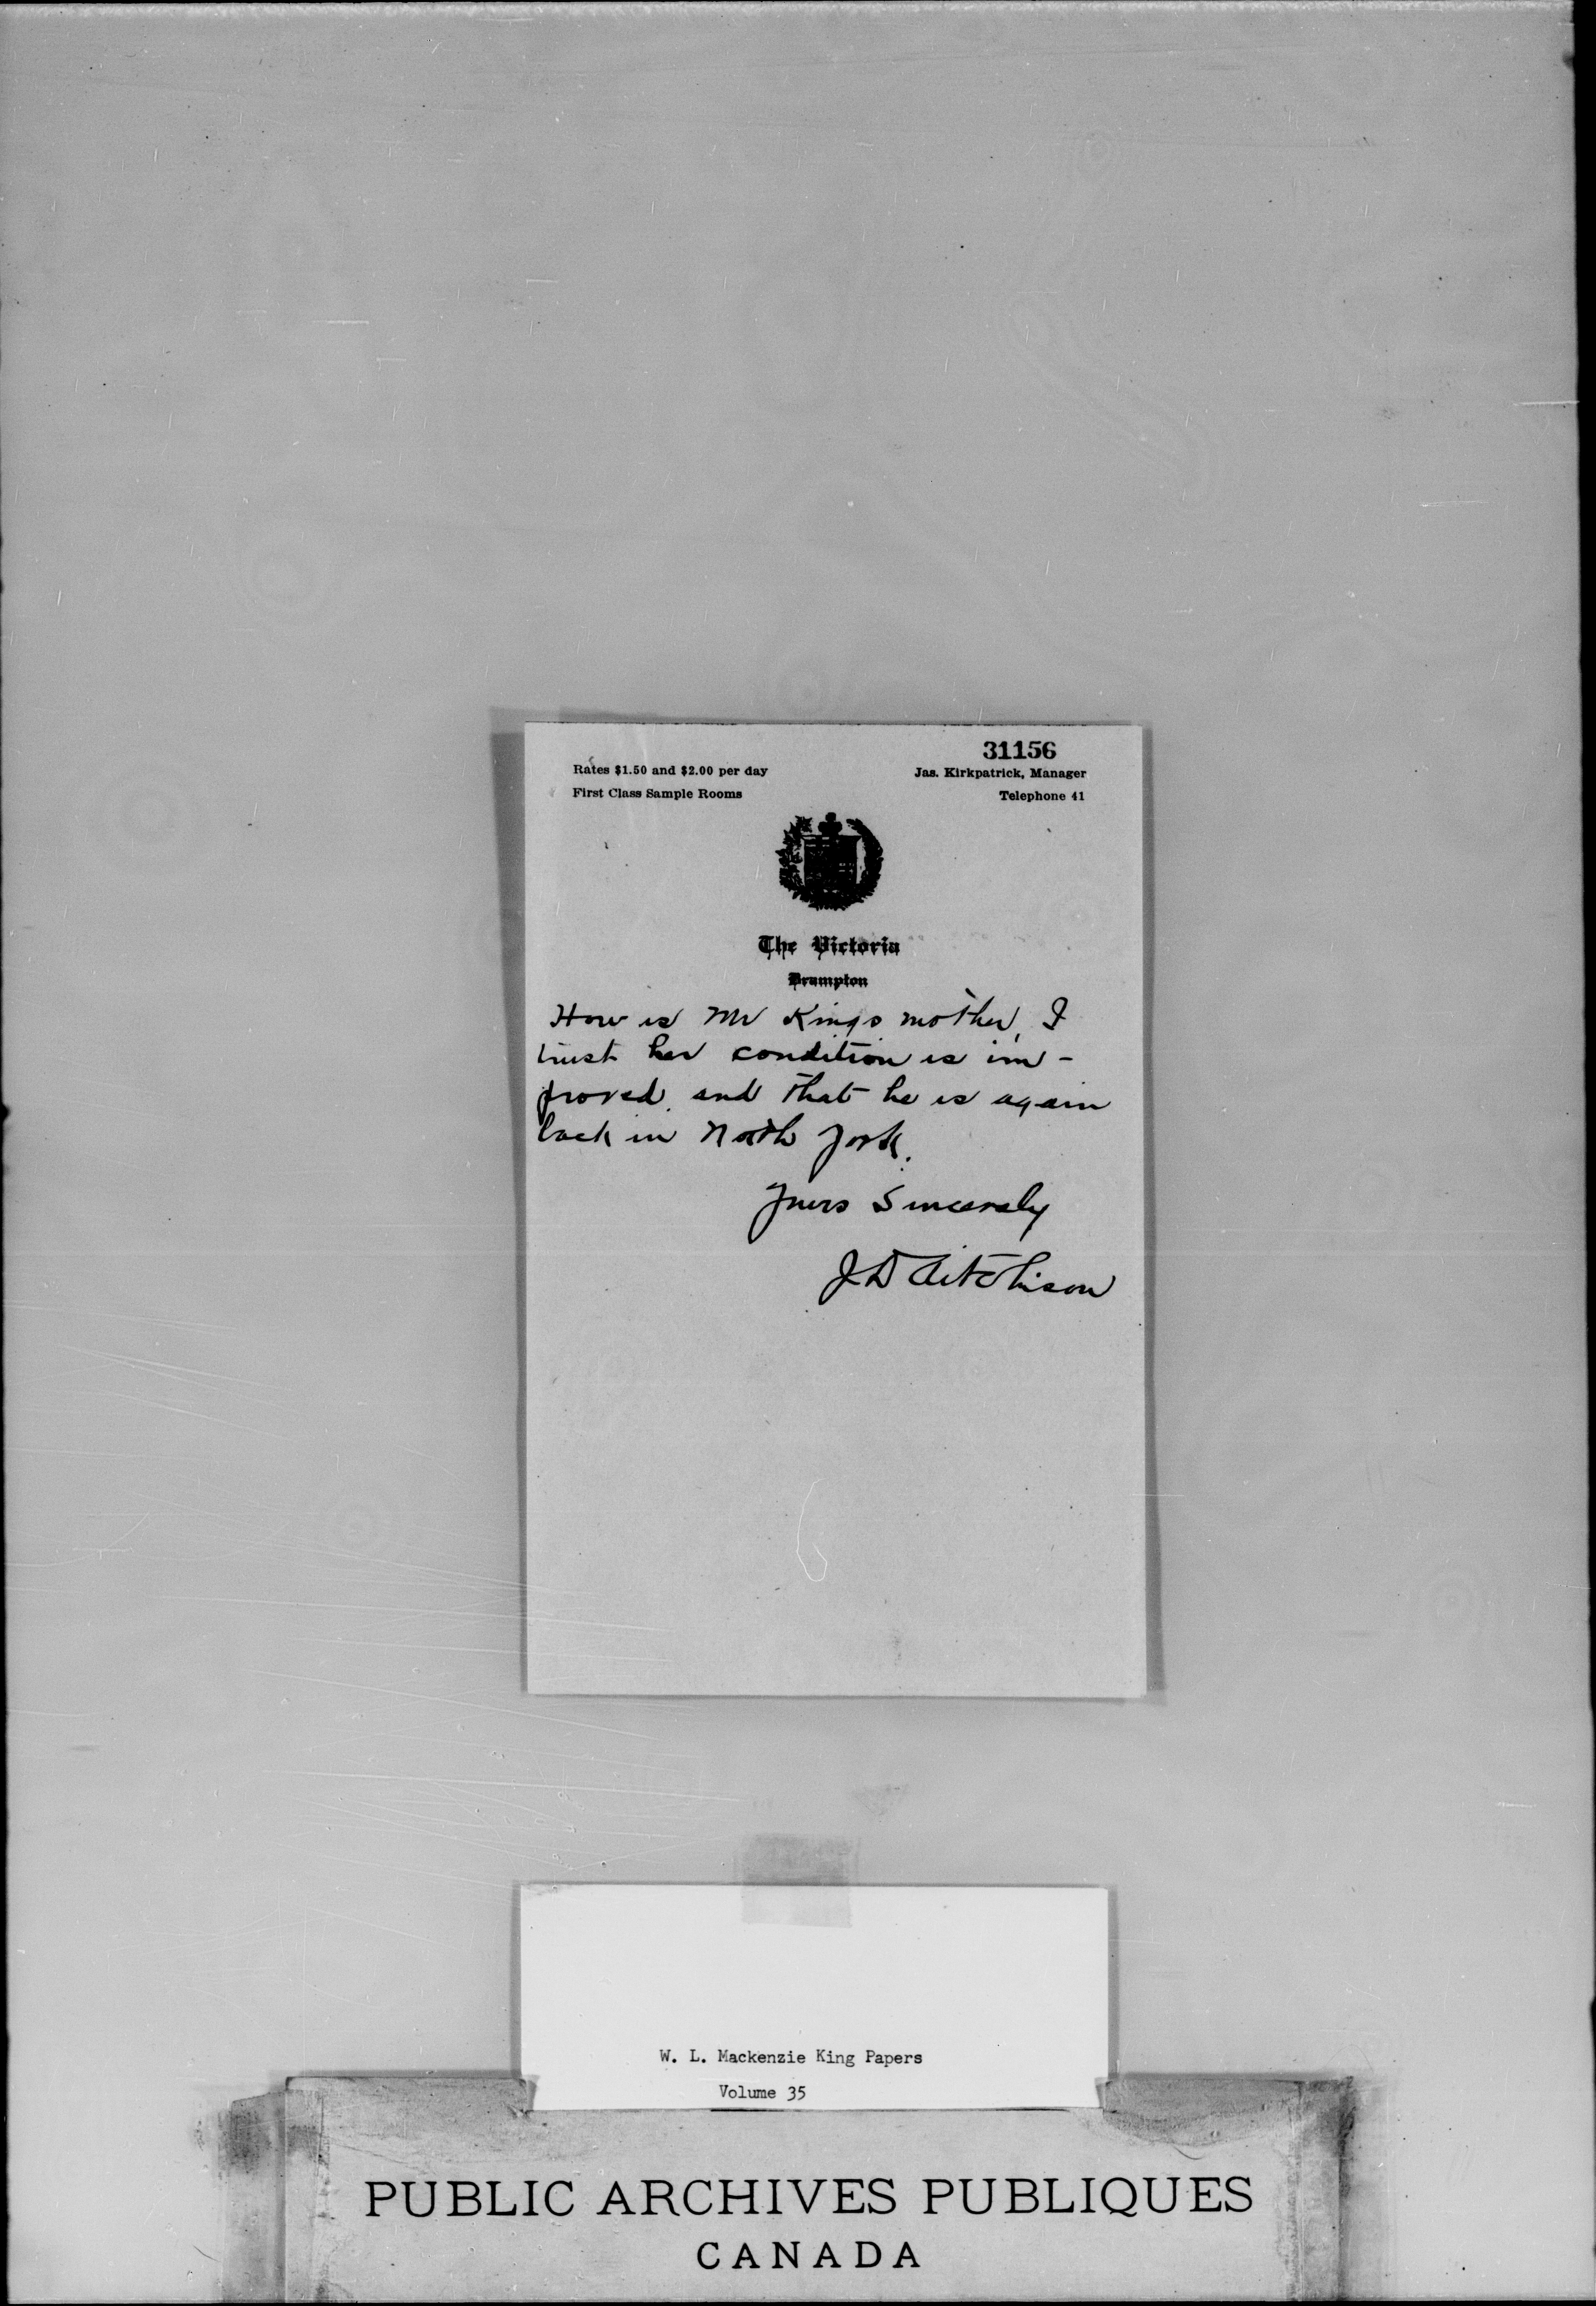 31156
Rates $1.50 and $2.00 per day
Jas. Kirkpatrick, Manager
First Class Sample Rooms
Telephone 41
The Victoria
Brampton
How is Mr Kings mother, I
trust her condition is im-
proved. and that he is again
back in North York.
Yours Sincerely
J D Aitchison
W. L. Mackenzie King Papers
Volume 35
PUBLIC ARCHIVES PUBLIQUES
CANADA